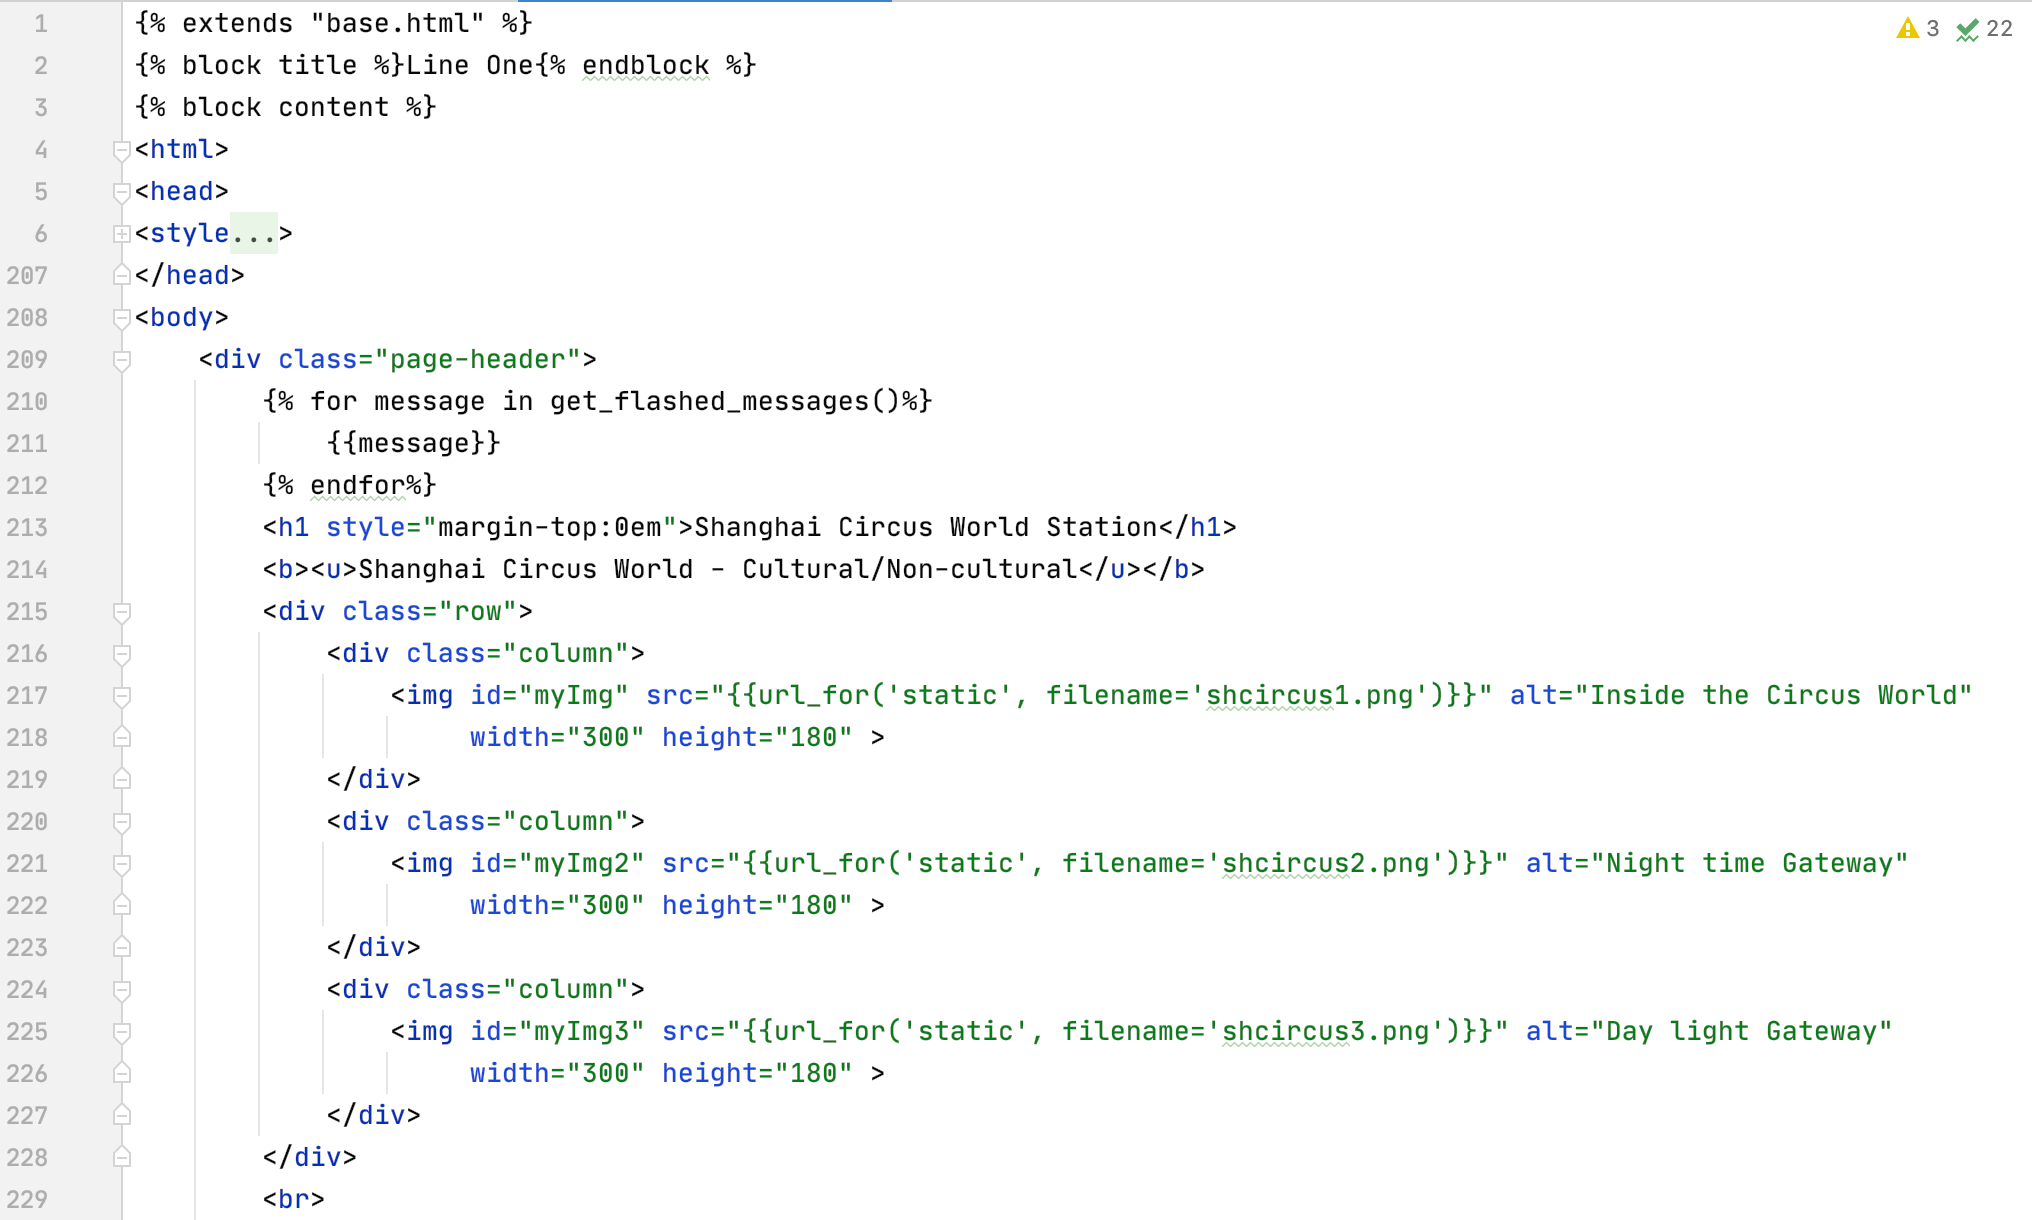 3 22
1 {% extends "base.html" %}
2 {% block title %}Line One{% endblock %}
3 {% block content %}
4 <html>
5 <head>
6 <style...>
207 </head>
208 <body>
209 <div class="page-header">
210 {% for message in get_flashed_messages()%}
211 {{message}}
212 {% endfor%}
213 <h1 style="margin-top:0em">Shanghai Circus World Station</h1>
214 <b><u>Shanghai Circus World - Cultural/Non-cultural</u></b>
215 <div class="row">
216 <div class="column">
217 <img id="myImg" src="{{url_for('static', filename='shcircus1.png')}}" alt="Inside the Circus World"
218 width="300" height="180" >
219 </div>
220 <div class="column">
221 <img id="myImg2" src="{{url_for('static', filename='shcircus2.png')}}" alt="Night time Gateway"
222 width="300" height="180" >
223 </div>
224 <div class="column">
225 <img id="myImg3" src="{{url_for('static', filename='shcircus3.png')}}" alt="Day light Gateway"
226 width="300" height="180" >
227 </div>
228 </div>
229 <br>